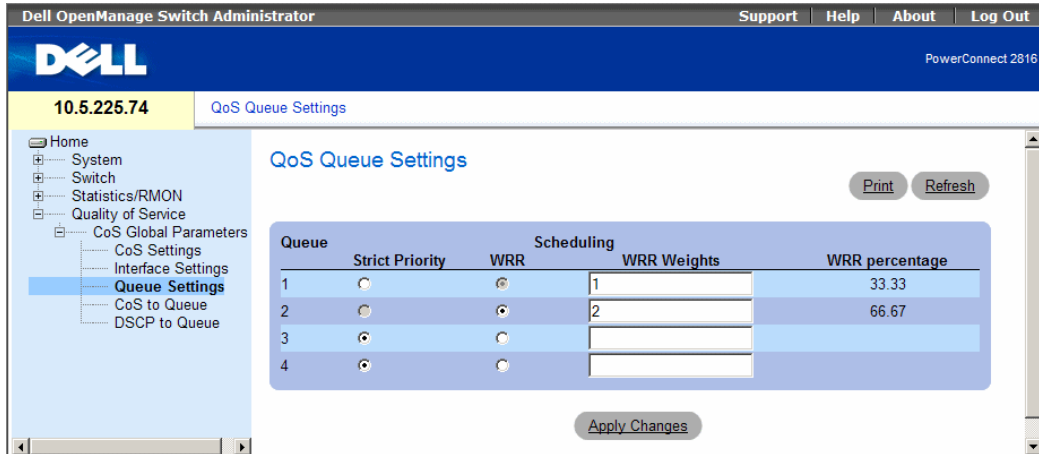 Dell OpenManage Switch Administrator Support Help About Log Out
DELL
PowerConnect 2816
10.5.225.74 QoS Queue Settings
Home
System
Switch
Statistics/RMON
Quality of Service
CoS Global Parameters
CoS Settings
Interface Settings
Queue Settings
CoS to Queue
DSCP to Queue
QoS Queue Settings
Print Refresh
Queue Scheduling
Strict Priority WRR WRR Weights WRR percentage
1 1 33.33
2 2 66.67
3
4
Apply Changes